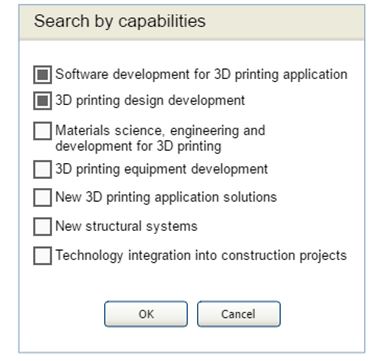 Search by capabilities
Software development for 3D printing application
3D printing design development
Materials science, engineering and
development for 3D printing
3D printing equipment development
New 3D printing application solutions
New structural systems
Technology integration into construction projects
OK Cancel